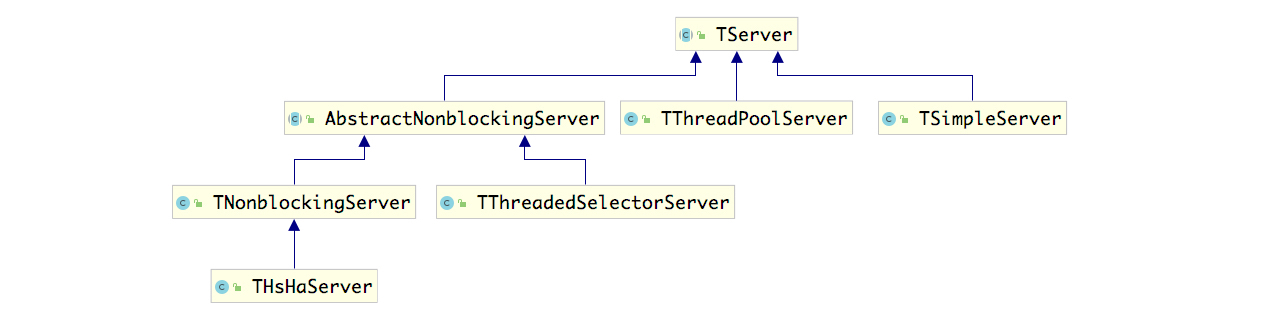 TServer
AbstractNonblockingServer
TThreadPoolServer
TSimpleServer
TNonblockingServer
TThreadedSelectorServer
THsHaServer